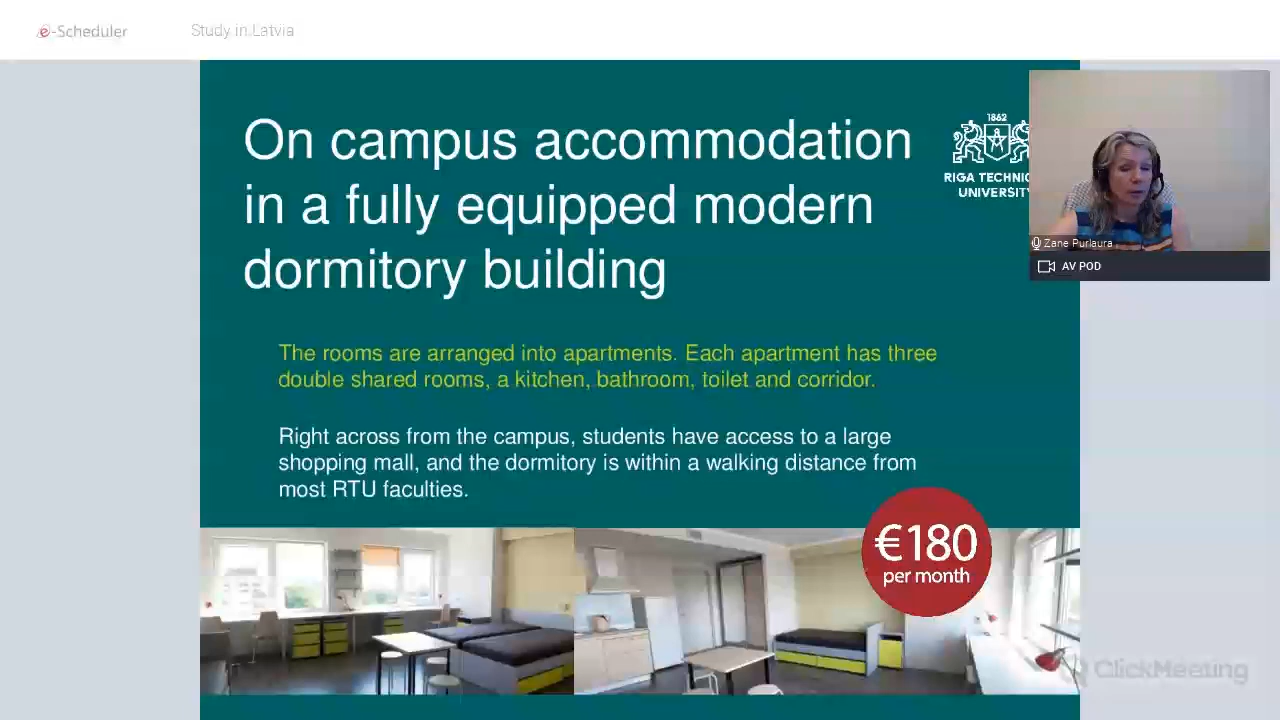 e-Scheduler
Study in Latvia
On campus accommodation
in a fully equipped modern
dormitory building
1862
RIGA TECHNIC
UNIVERSITY
Zane Purlaura
AV POD
The rooms are arranged into apartments. Each apartment has three
double shared rooms, a kitchen, bathroom, toilet and corridor.
Right across from the campus, students have access to a large
shopping mall, and the dormitory is within a walking distance from
most RTU faculties.
€180
per month
ClickMeeting